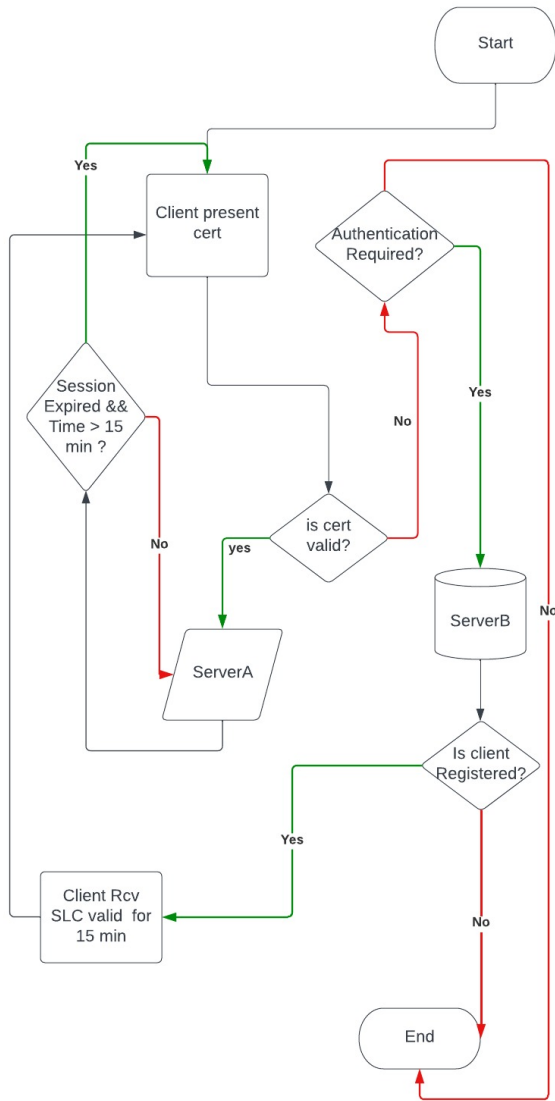 Start
Yes
Client present
cert
Authentication
Required?
Session
Expired &&
Time > 15
min ?
Yes
No
is cert
valid?
No
yes
ServerA
ServerB
No
Is client
Registered?
Yes
Client Rcv
SLC valid  for
15 min
No
End